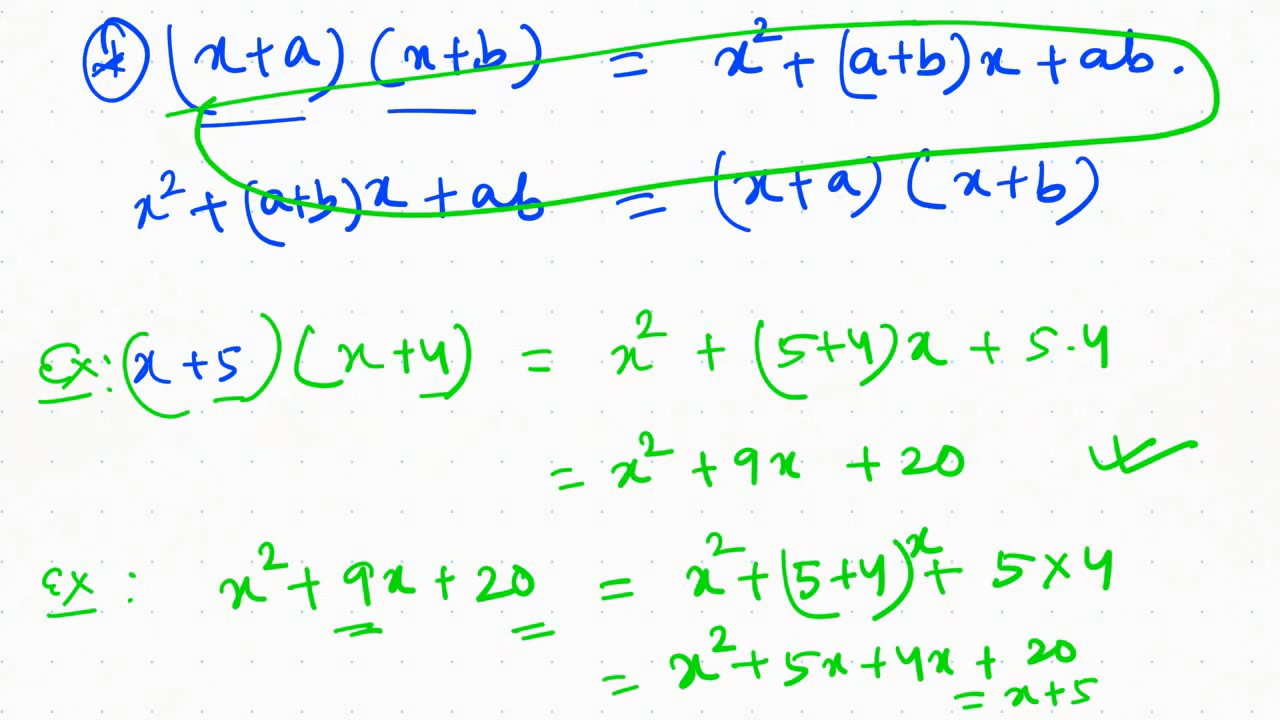 ④ (x+a) (x+b) = x² + (a+b)x + ab.
x² + (a+b)x + ab = (x+a) (x+b)
Ex: (x+5) (x+4) = x² + (5+4)x + 5.4
= x² + 9x + 20
Ex : x² + 9x + 20 = x² + (5+4)x + 5×4
= x² + 5x + 4x + 20
= x+5